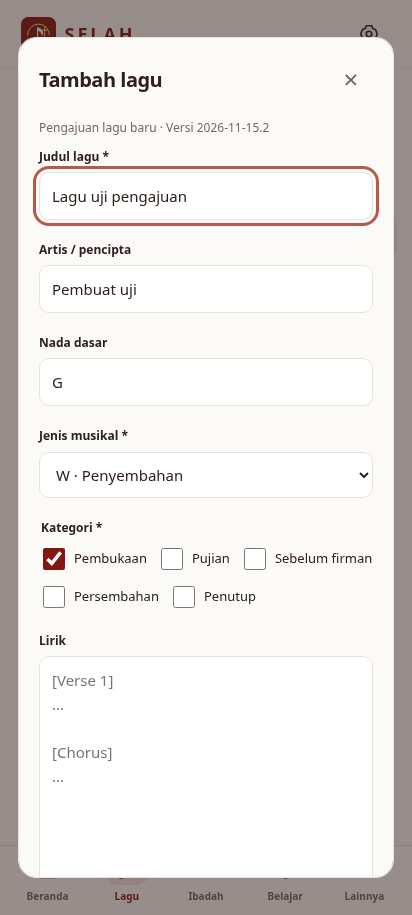 SELAH
Tambah lagu
Pengajuan lagu baru · Versi 2026-11-15.2
Judul lagu *
Lagu uji pengajuan
Artis / pencipta
Pembuat uji
Nada dasar
G
Jenis musikal *
W · Penyembahan
Kategori *
Pembukaan Pujian Sebelum firman
Persembahan Penutup
Lirik
[Verse 1]
...
[Chorus]
...
Beranda Lagu Ibadah Belajar Lainnya